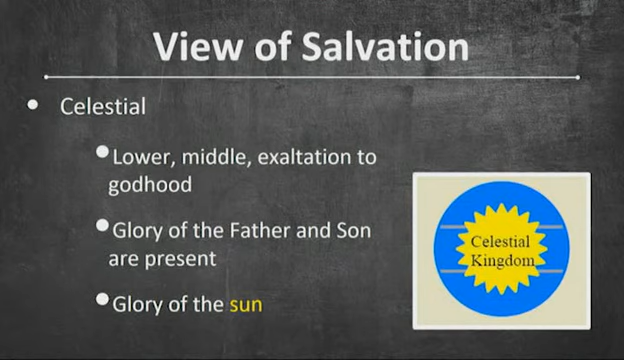 View of Salvation
• Celestial
•Lower, middle, exaltation to
godhood
•Glory of the Father and Son
are present
•Glory of the sun
Celestial
Kingdom